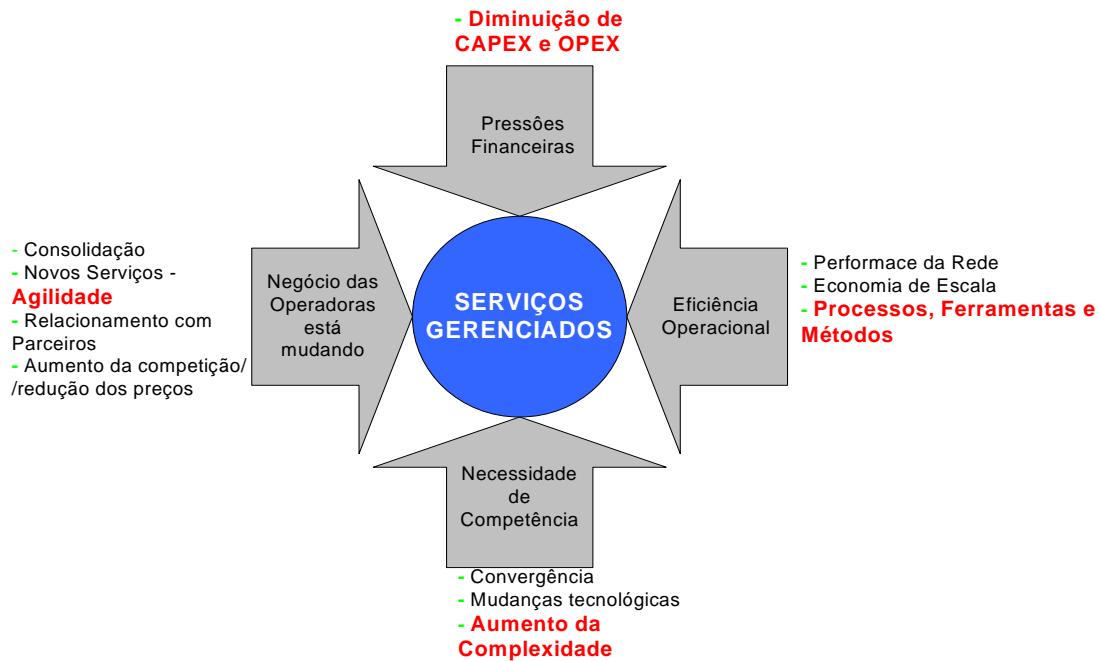 - Diminuição de
CAPEX e OPEX
Pressôes
Financeiras
- Consolidação
- Novos Serviços -
Agilidade
- Relacionamento com
Parceiros
- Aumento da competição/
/redução dos preços
Negócio das
Operadoras
está
mudando
SERVIÇOS
GERENCIADOS
Eficiência
Operacional
- Performace da Rede
- Economia de Escala
- Processos, Ferramentas e
Métodos
Necessidade
de
Competência
- Convergência
- Mudanças tecnológicas
- Aumento da
Complexidade